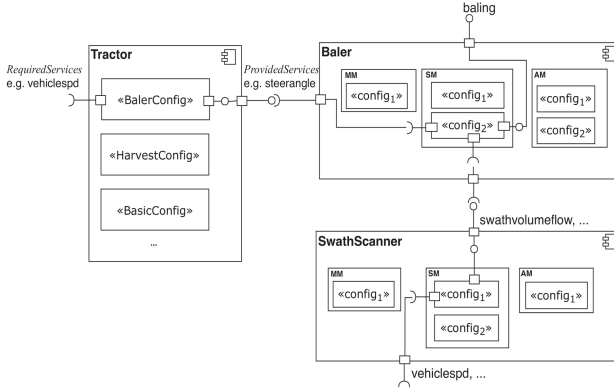 baling
Tractor
RequiredServices
e.g. vehiclespd
«BalerConfig»
«HarvestConfig»
«BasicConfig»
...
ProvidedServices
e.g. steerangle
Baler
MM
«config1»
SM
«config1»
«config2»
AM
«config1»
«config2»
swathvolumeflow, ...
SwathScanner
MM
«config1»
SM
«config1»
«config2»
AM
«config1»
vehiclespd, ...